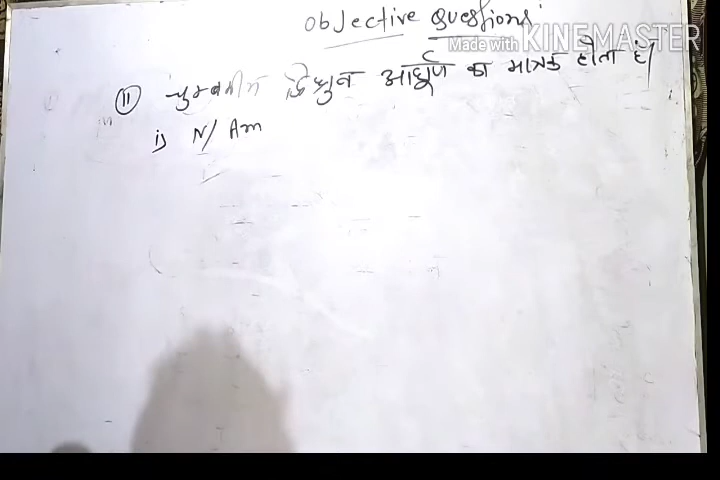 Objective Questions
Made with KINEMASTER
(11) चुम्बकीय द्विध्रुव आघूर्ण का मात्रक होता है।
i) N/Am